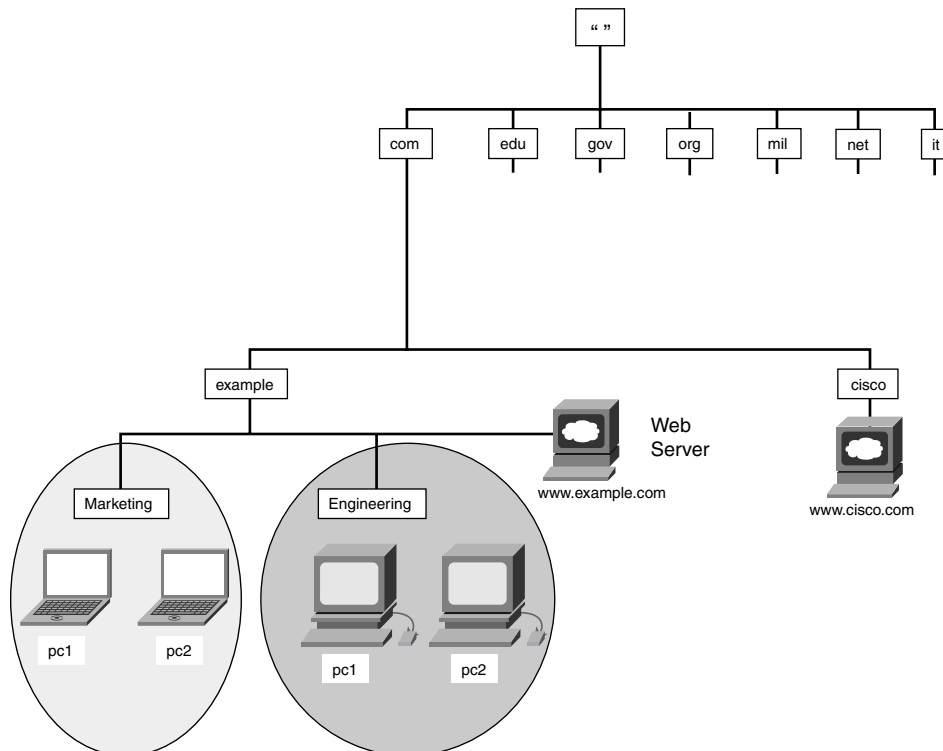 “ ”
com
edu
gov
org
mil
net
it
example
cisco
Web
Server
www.example.com
www.cisco.com
Marketing
Engineering
pc1
pc2
pc1
pc2